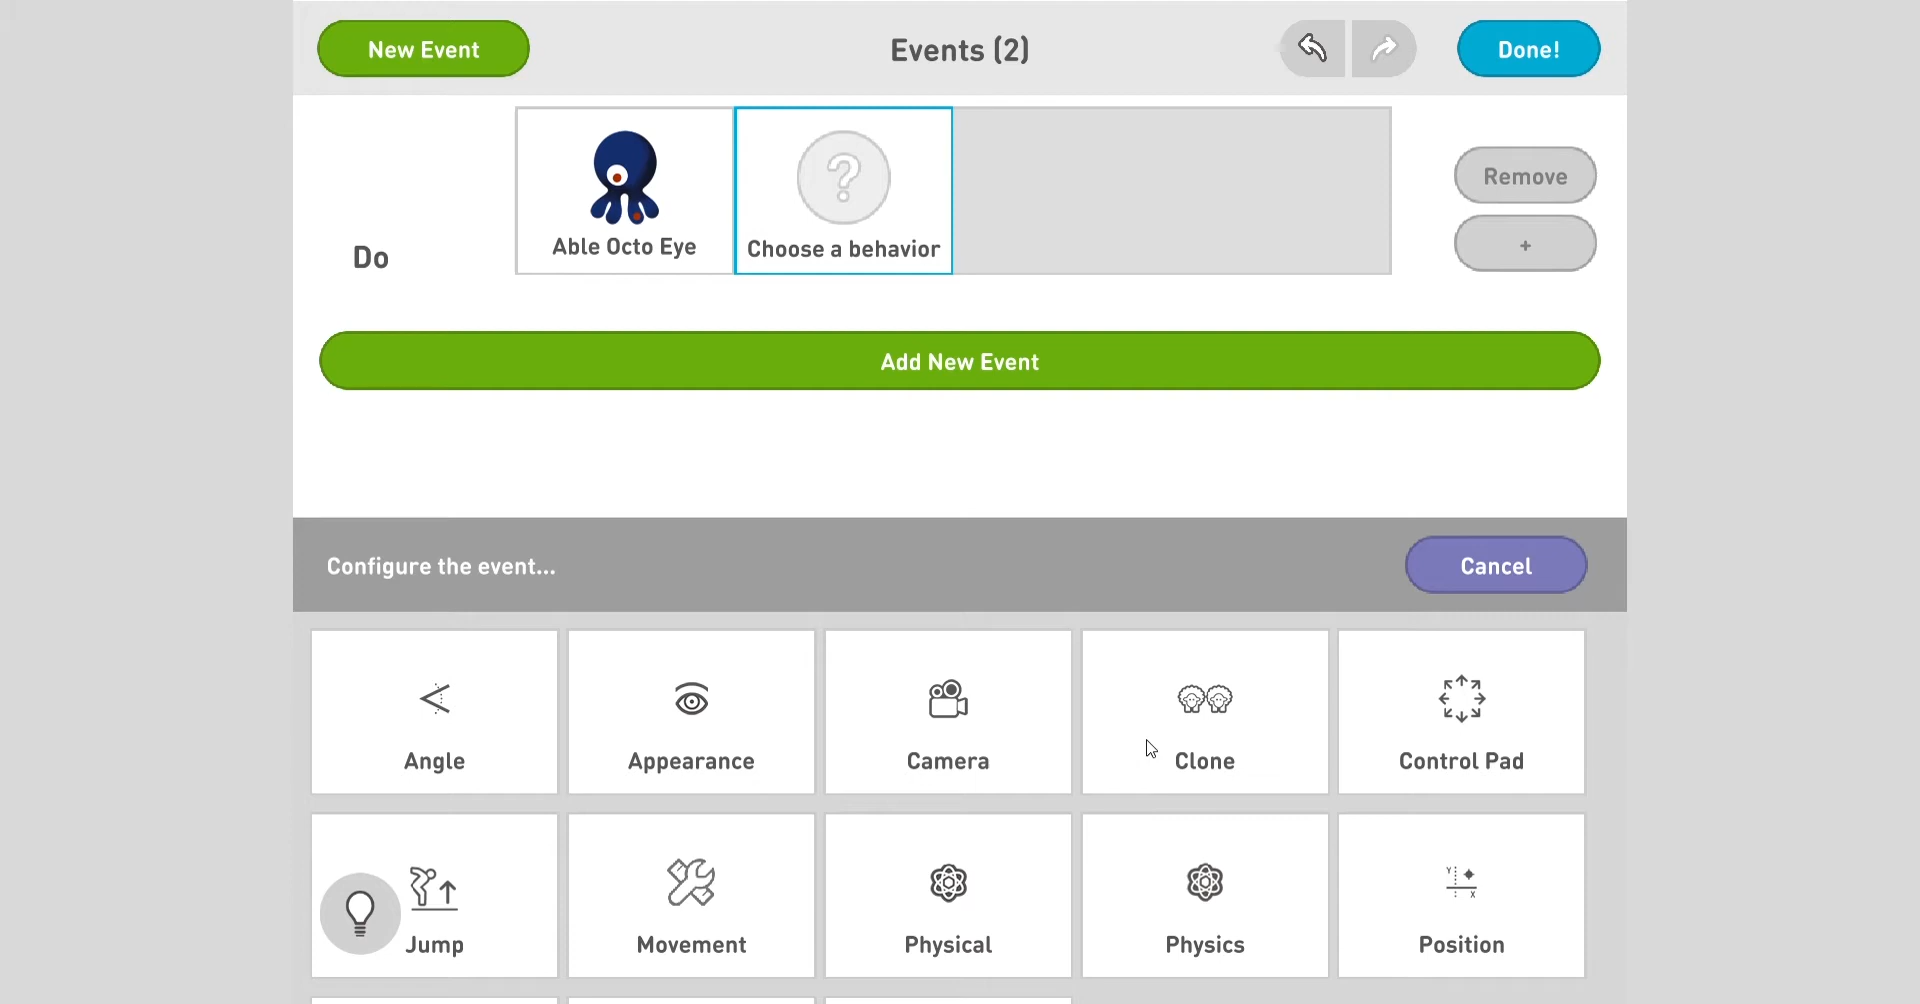 New Event
Events (2)
Done!
Do
Able Octo Eye
?
Choose a behavior
Remove
+
Add New Event
Configure the event...
Cancel
Angle
Appearance
Camera
Clone
Control Pad
Jump
Movement
Physical
Physics
Y
X
Position